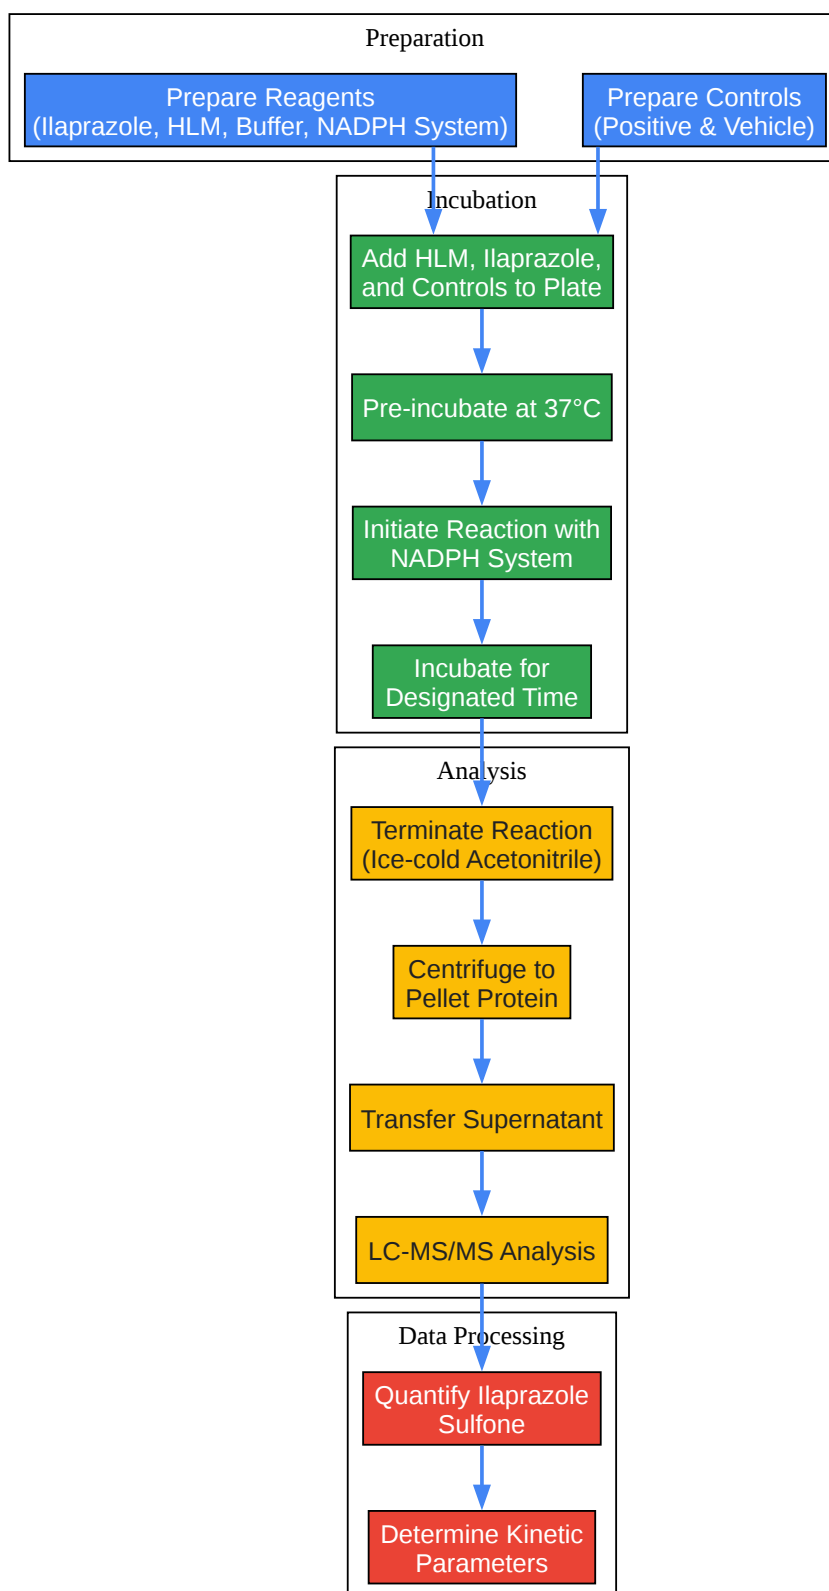 Preparation
Prepare Reagents
(Ilaprazole, HLM, Buffer, NADPH System)
Prepare Controls
(Positive & Vehicle)
Incubation
Add HLM, Ilaprazole,
and Controls to Plate
Pre-incubate at 37°C
Initiate Reaction with
NADPH System
Incubate for
Designated Time
Analysis
Terminate Reaction
(Ice-cold Acetonitrile)
Centrifuge to
Pellet Protein
Transfer Supernatant
LC-MS/MS Analysis
Data Processing
Quantify Ilaprazole
Sulfone
Determine Kinetic
Parameters